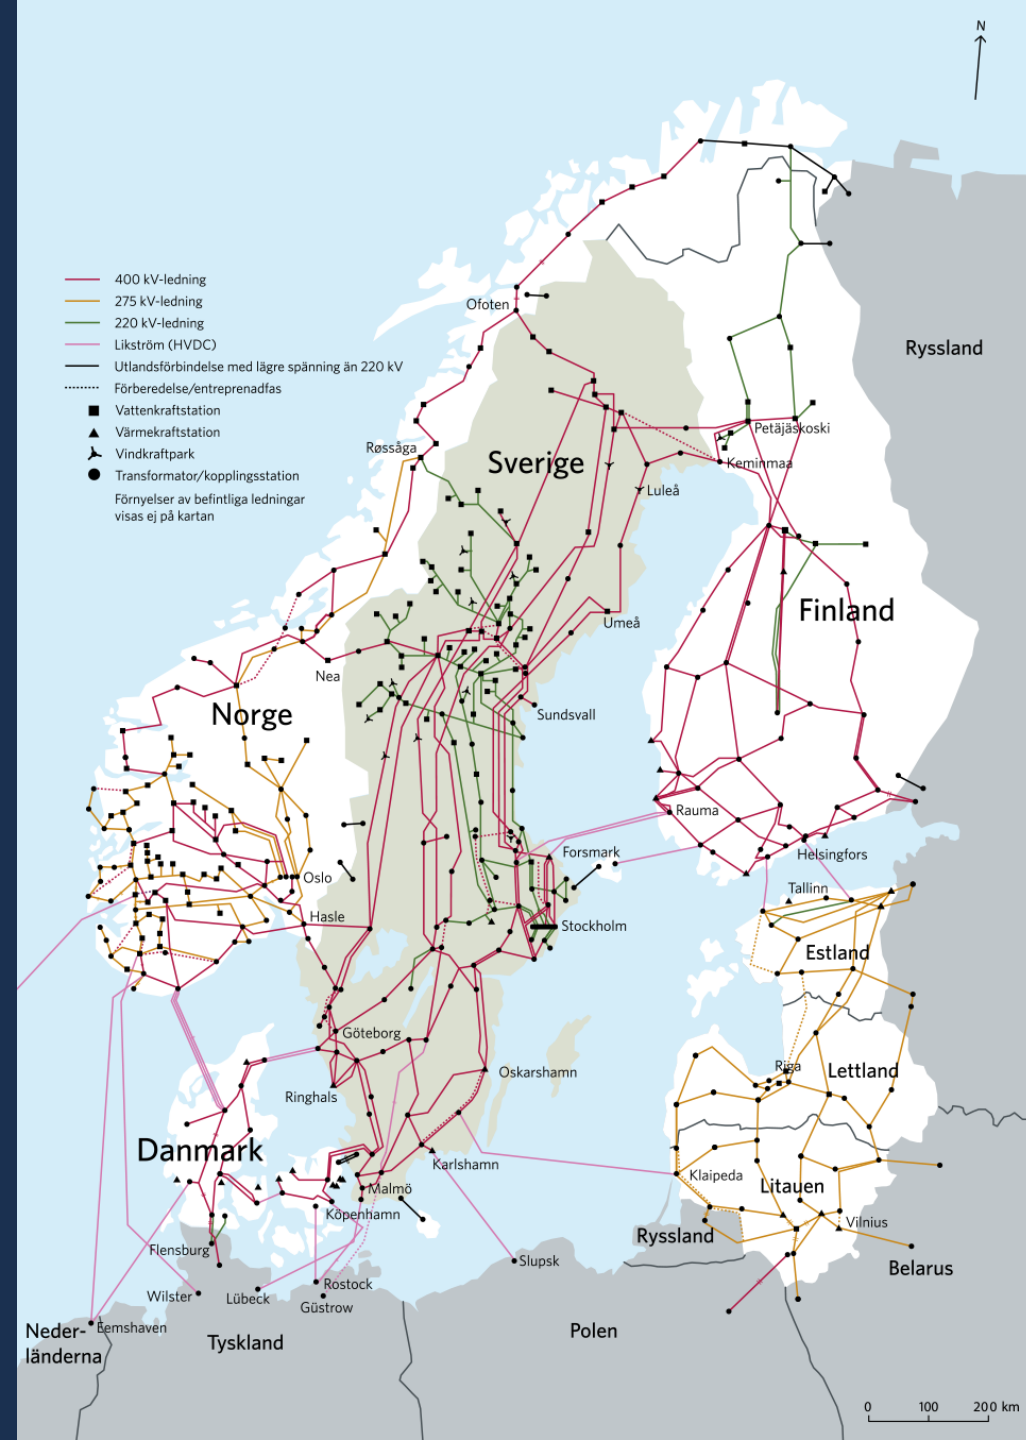 N
400 kV-ledning
275 kV-ledning
220 kV-ledning
Likström (HVDC)
Utlandsförbindelse med lägre spänning än 220 kV
Förberedelse/entreprenadfas
Vattenkraftstation
Värmekraftstation
Vindkraftpark
Transformator/kopplingsstation
Förnyelser av befintliga ledningar
visas ej på kartan
Ofoten
Ryssland
Røssåga
Petäjäskoski
Sverige
Keminmaa
Luleå
Finland
Umeå
Nea
Norge
Sundsvall
Rauma
Forsmark
Helsingfors
Oslo
Tallinn
Hasle
Stockholm
Estland
Göteborg
Riga
Lettland
Oskarshamn
Ringhals
Danmark
Karlshamn
Klaipeda
Malmö
Litauen
Köpenhamn
Vilnius
Ryssland
Flensburg
Slupsk
Belarus
Rostock
Wilster
Lübeck
Güstrow
Eemshaven
Neder-
länderna
Tyskland
Polen
0 100 200 km